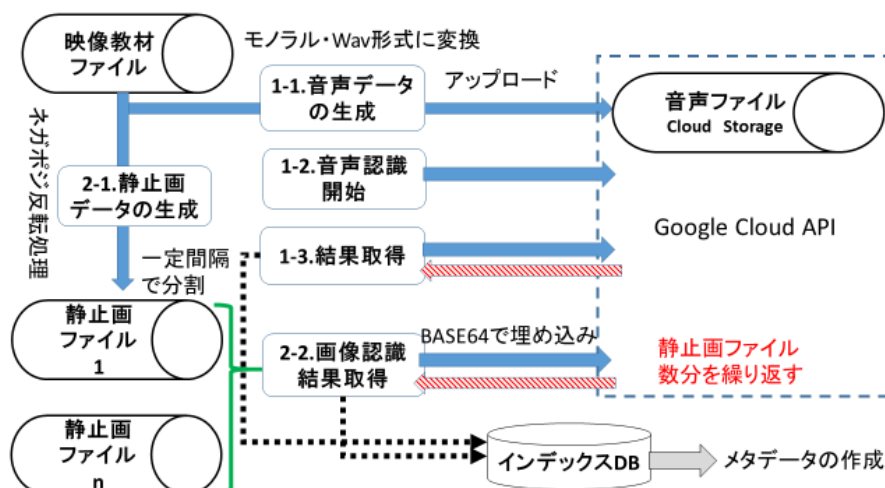 映像教材
ファイル
モノラル・Wav形式に変換
1-1.音声データ
の生成
アップロード
音声ファイル
Cloud Storage
ネガポジ反転処理
2-1.静止画
データの生成
1-2.音声認識
開始
Google Cloud API
一定間隔
で分割
1-3.結果取得
静止画
ファイル
1
2-2.画像認識
結果取得
BASE64で埋め込み
静止画ファイル
数分を繰り返す
静止画
ファイル
n
インデックスDB
メタデータの作成